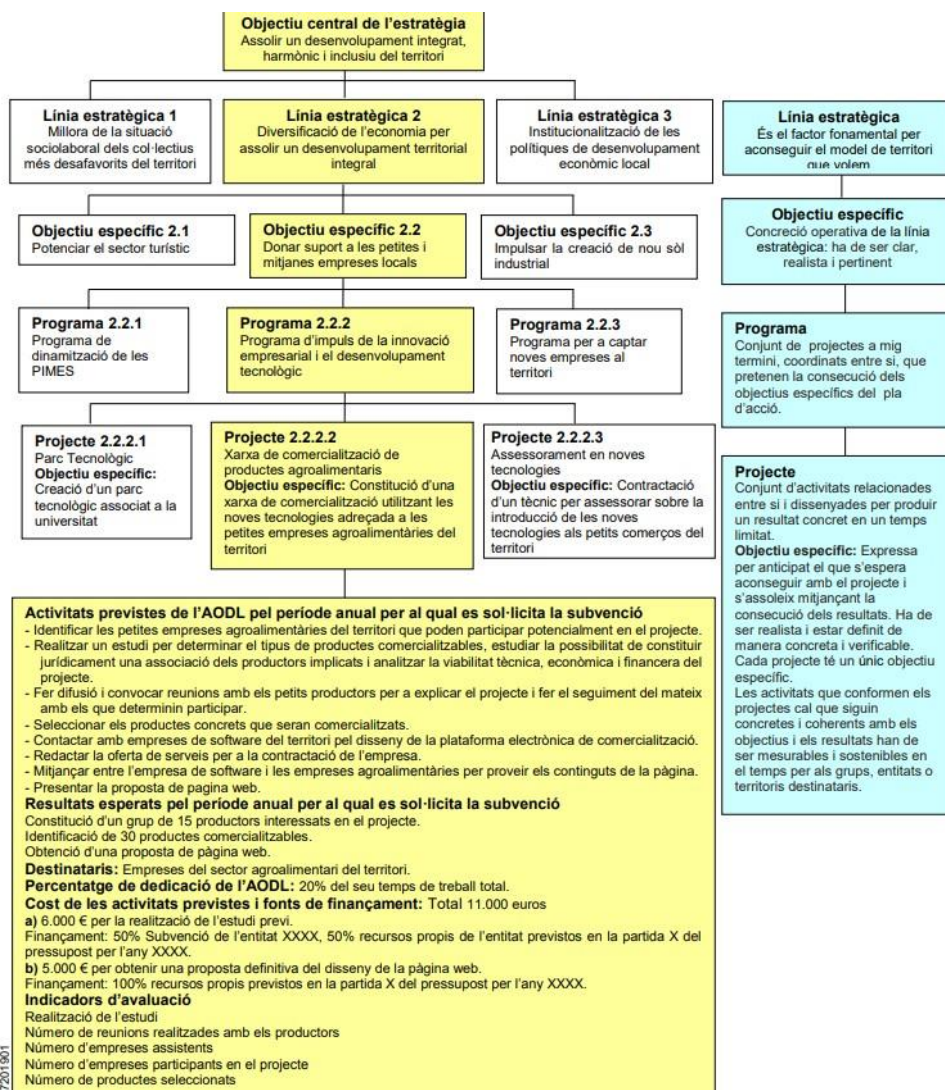 Objectiu central de l'estratègia
Assolir un desenvolupament integrat,
harmònic i inclusiu del territori
Línia estratègica 1
Millora de la situació
sociolaboral dels col·lectius
més desafavorits del territori
Línia estratègica 2
Diversificació de l'economia per
assolir un desenvolupament territorial
integral
Línia estratègica 3
Institucionalització de les
polítiques de desenvolupament
econòmic local
Línia estratègica
És el factor fonamental per
aconseguir el model de territori
que volem
Objectiu específic 2.1
Potenciar el sector turístic
Objectiu específic 2.2
Donar suport a les petites i
mitjanes empreses locals
Objectiu específic 2.3
Impulsar la creació de nou sòl
industrial
Objectiu específic
Concreció operativa de la línia
estratègica: ha de ser clar,
realista i pertinent
Programa 2.2.1
Programa de
dinamització de les
PIMES
Programa 2.2.2
Programa d'impuls de la innovació
empresarial i el desenvolupament
tecnològic
Programa 2.2.3
Programa per a captar
noves empreses al
territori
Programa
Conjunt de projectes a mig
termini, coordinats entre si, que
pretenen la consecució dels
objectius específics del pla
d'acció.
Projecte 2.2.2.1
Parc Tecnològic
Objectiu específic:
Creació d'un parc
tecnològic associat a la
universitat
Projecte 2.2.2.2
Xarxa de comercialització de
productes agroalimentaris
Objectiu específic: Constitució d'una
xarxa de comercialització utilitzant les
noves tecnologies adreçada a les
petites empreses agroalimentàries del
territori
Projecte 2.2.2.3
Assessorament en noves
tecnologies
Objectiu específic: Contractació
d'un tècnic per assessorar sobre la
introducció de les noves
tecnologies als petits comerços del
territori
Projecte
Conjunt d'activitats relacionades
entre si i dissenyades per produir
un resultat concret en un temps
limitat.
Objectiu específic: Expressa
per anticipat el que s'espera
aconseguir amb el projecte i
s'assoleix mitjançant la
consecució dels resultats. Ha de
ser realista i estar definit de
manera concreta i verificable.
Cada projecte té un únic objectiu
específic.
Les activitats que conformen els
projectes cal que siguin
concretes i coherents amb els
objectius i els resultats han de
ser mesurables i sostenibles en
el temps per als grups, entitats o
territoris destinataris.
Activitats previstes de l'AODL pel període anual per al qual es sol·licita la subvenció
- Identificar les petites empreses agroalimentàries del territori que poden participar potencialment en el projecte.
- Realitzar un estudi per determinar el tipus de productes comercialitzables, estudiar la possibilitat de constituir
jurídicament una associació dels productors implicats i analitzar la viabilitat tècnica, econòmica i financera del
projecte.
- Fer difusió i convocar reunions amb els petits productors per a explicar el projecte i fer el seguiment del mateix
amb els que determinin participar.
- Seleccionar els productes concrets que seran comercialitzats.
- Contactar amb empreses de software del territori pel disseny de la plataforma electrònica de comercialització.
- Redactar la oferta de serveis per a la contractació de l'empresa.
- Mitjançar entre l'empresa de software i les empreses agroalimentàries per proveir els continguts de la pàgina.
- Presentar la proposta de pagina web.
Resultats esperats pel període anual per al qual es sol·licita la subvenció
Constitució d'un grup de 15 productors interessats en el projecte.
Identificació de 30 productes comercialitzables.
Obtenció d'una proposta de pàgina web.
Destinataris: Empreses del sector agroalimentari del territori.
Percentatge de dedicació de l'AODL: 20% del seu temps de treball total.
Cost de les activitats previstes i fonts de finançament: Total 11.000 euros
a) 6.000 € per la realització de l'estudi previ.
Finançament: 50% Subvenció de l'entitat XXXX, 50% recursos propis de l'entitat previstos en la partida X del
pressupost per l'any XXXX.
b) 5.000 € per obtenir una proposta definitiva del disseny de la pàgina web.
Finançament: 100% recursos propis previstos en la partida X del pressupost per l'any XXXX.
Indicadors d'avaluació
Realització de l'estudi
Número de reunions realitzades amb els productors
Número d'empreses assistents
Número d'empreses participants en el projecte
Número de productes seleccionats
7201901